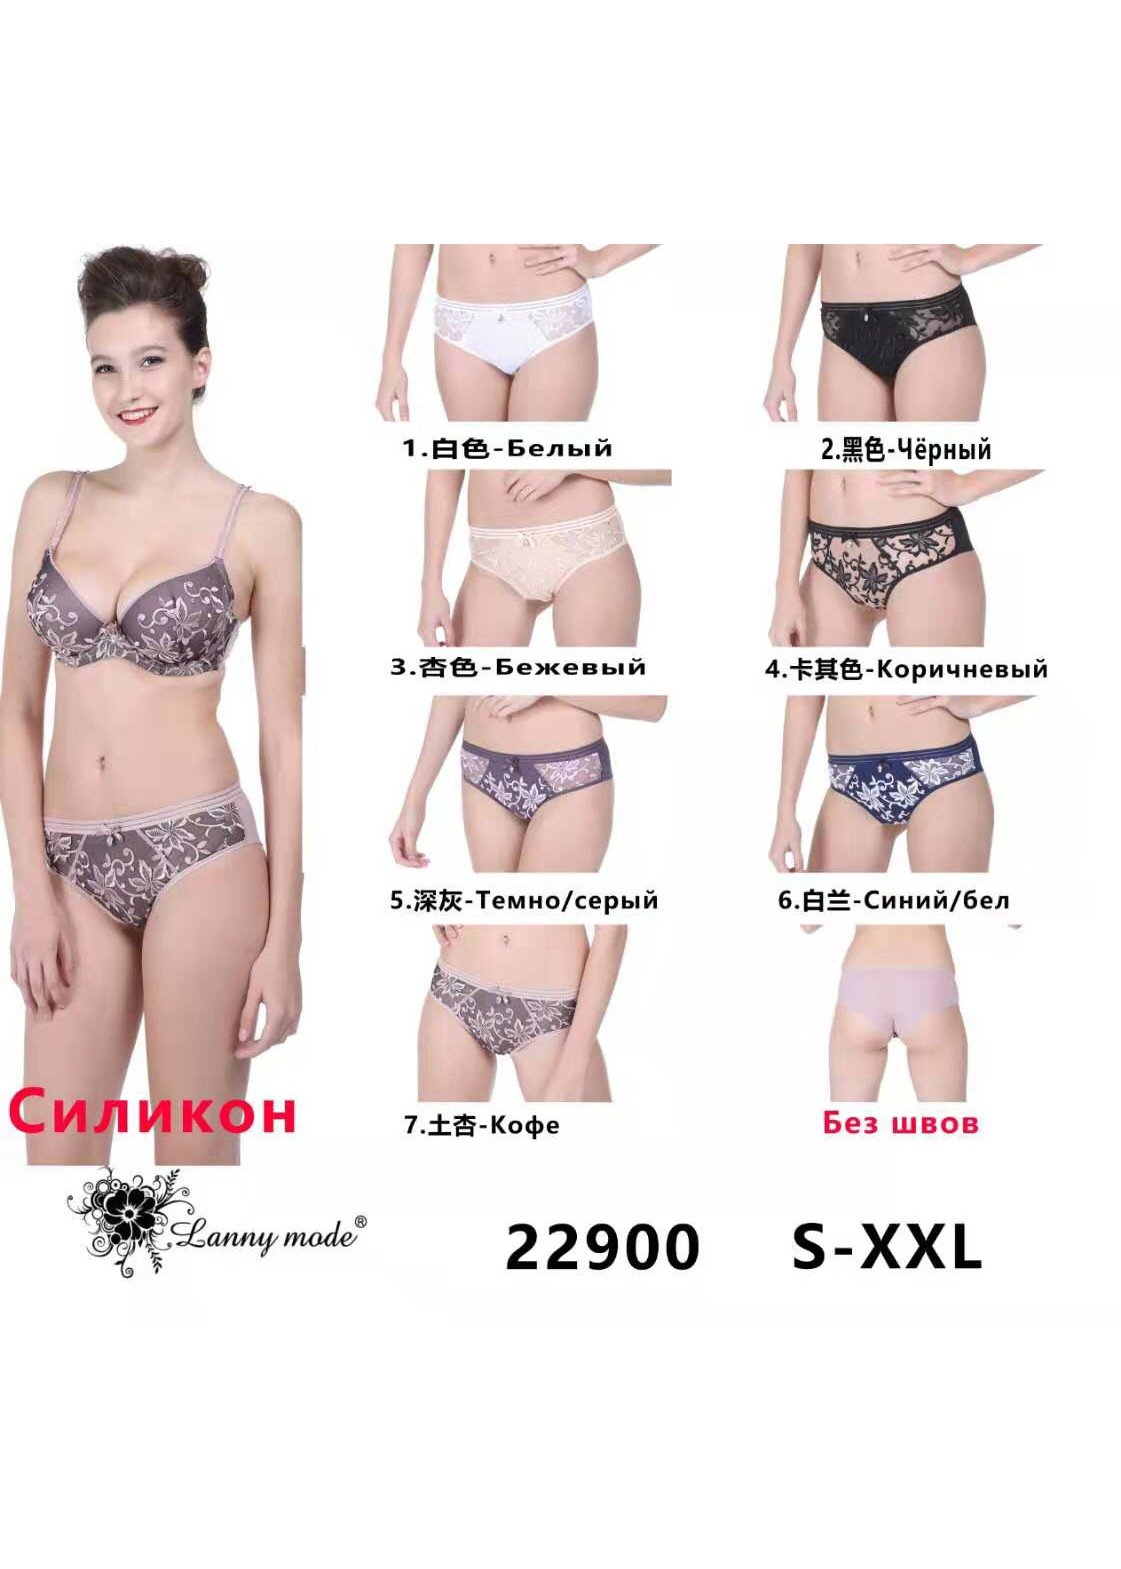 1.白色-Белый
2.黑色-Чёрный
3.杏色-Бежевый
4.卡其色-Коричневый
5.深灰-Темно/серый
6.白兰-Синий/бел
7.土杏-Кофе
Без швов
Силикон
Lanny mode®
22900
S-XXL